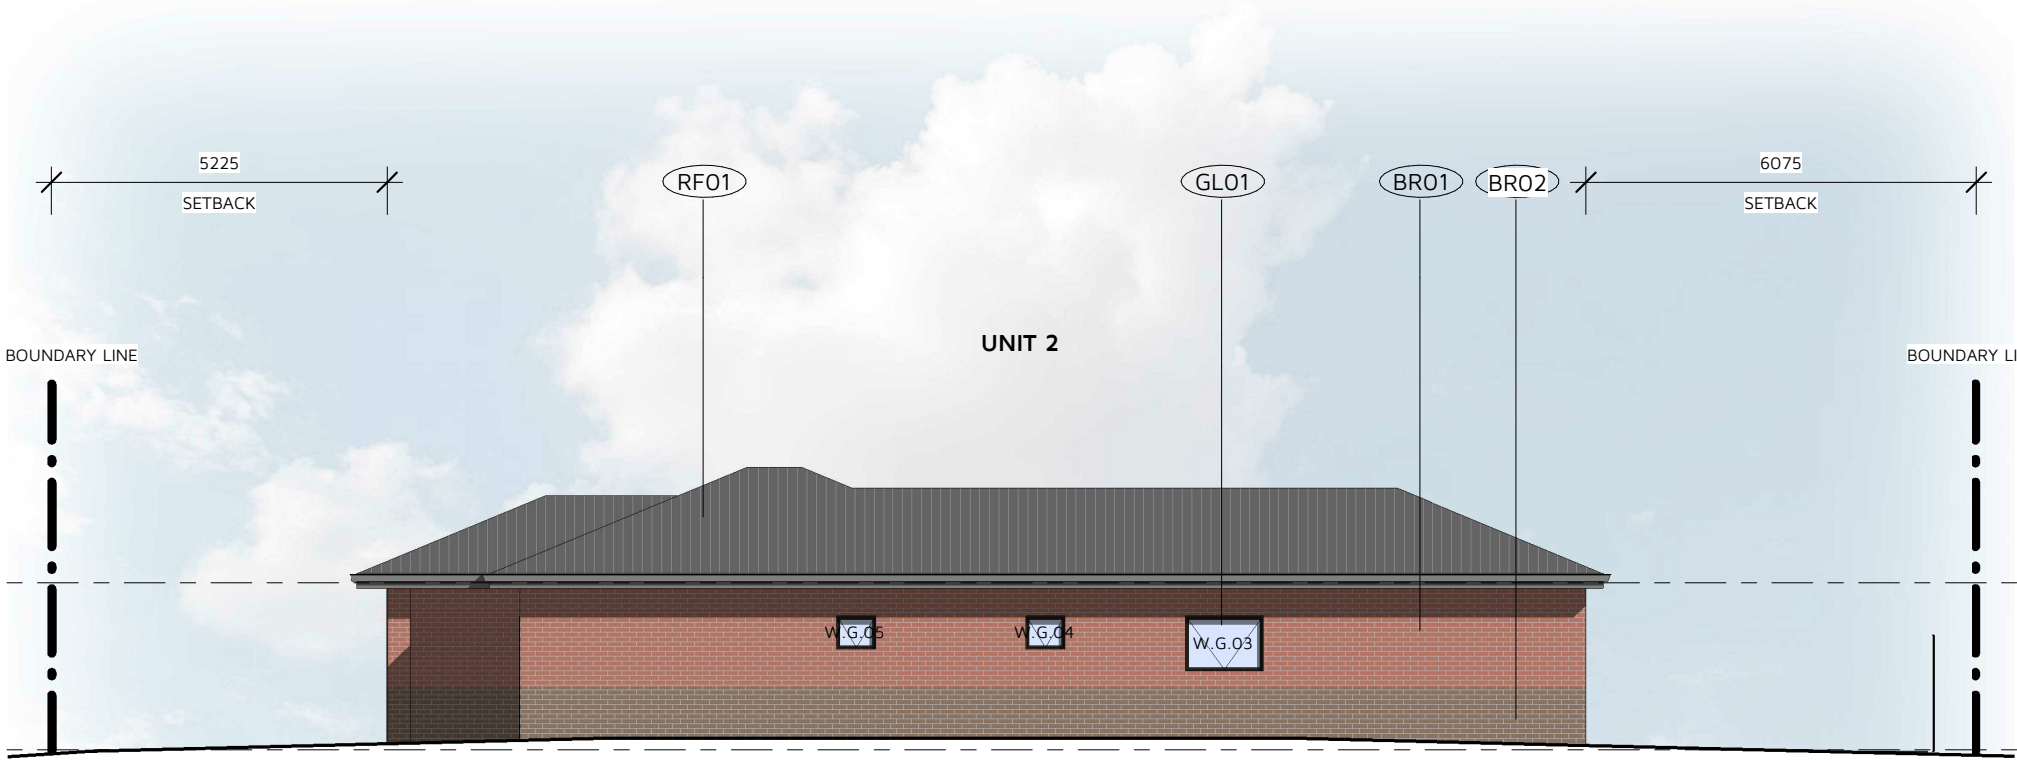 5225
SETBACK
RF01
GL01
BR01
BR02
6075
SETBACK
UNIT 2
BOUNDARY LINE
BOUNDARY LI
W.G.05
W.G.04
W.G.03